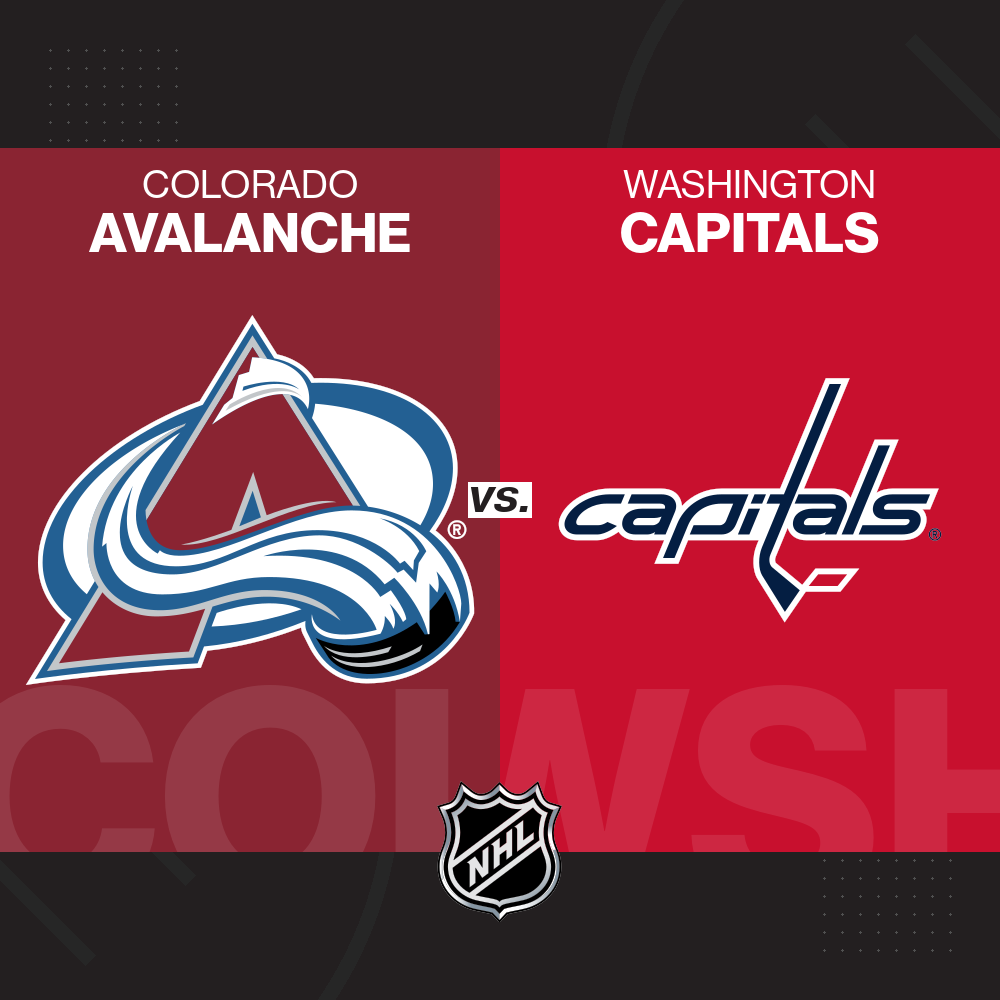 COLORADO
AVALANCHE
WASHINGTON
CAPITALS
vs.
capitals
®
®
COL
WSH
NHL